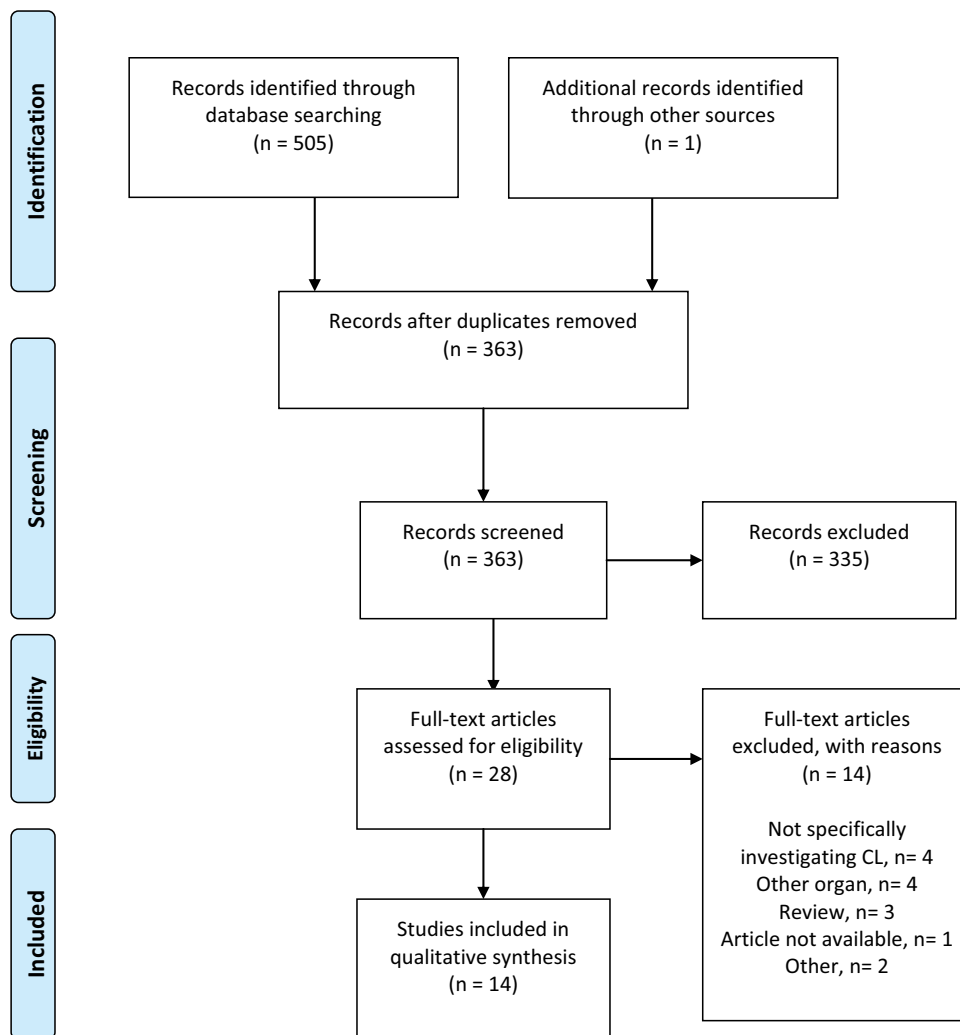 Identification
Records identified through
database searching
(n = 505)
Additional records identified
through other sources
(n = 1)
Records after duplicates removed
(n = 363)
Screening
Records screened
(n = 363)
Records excluded
(n = 335)
Eligibility
Full-text articles
assessed for eligibility
(n = 28)
Full-text articles
excluded, with reasons
(n = 14)
Not specifically
investigating CL, n= 4
Other organ, n= 4
Review, n= 3
Article not available, n= 1
Other, n= 2
Included
Studies included in
qualitative synthesis
(n = 14)